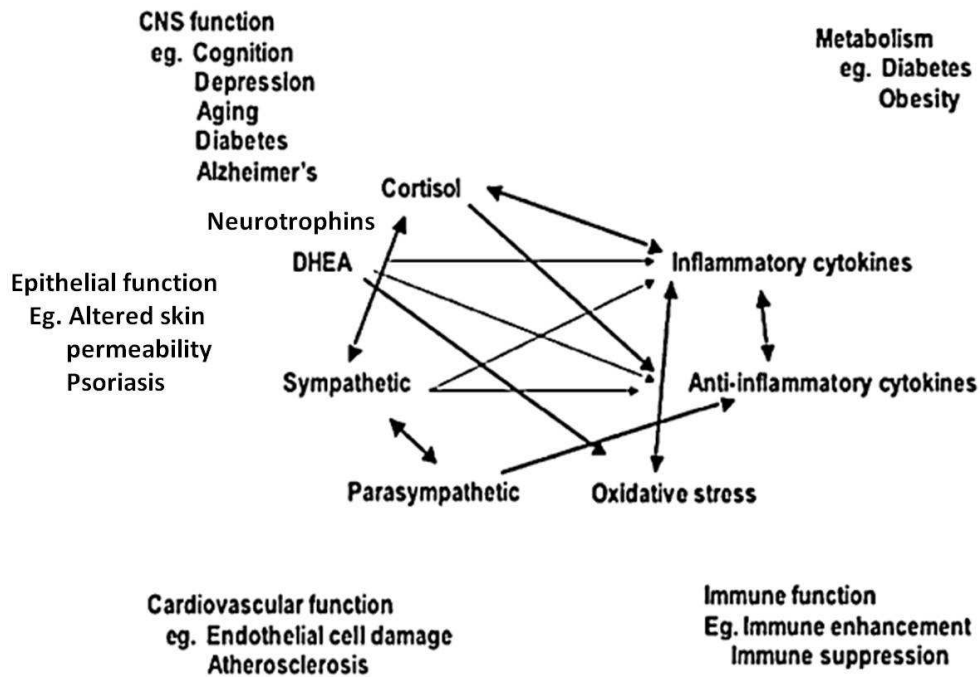 CNS function
eg. Cognition
Depression
Aging
Diabetes
Alzheimer's
Metabolism
eg. Diabetes
Obesity
Cortisol
Neurotrophins
DHEA
Inflammatory cytokines
Epithelial function
Eg. Altered skin
permeability
Psoriasis
Sympathetic
Anti-inflammatory cytokines
Parasympathetic
Oxidative stress
Cardiovascular function
eg. Endothelial cell damage
Atherosclerosis
Immune function
Eg. Immune enhancement
Immune suppression